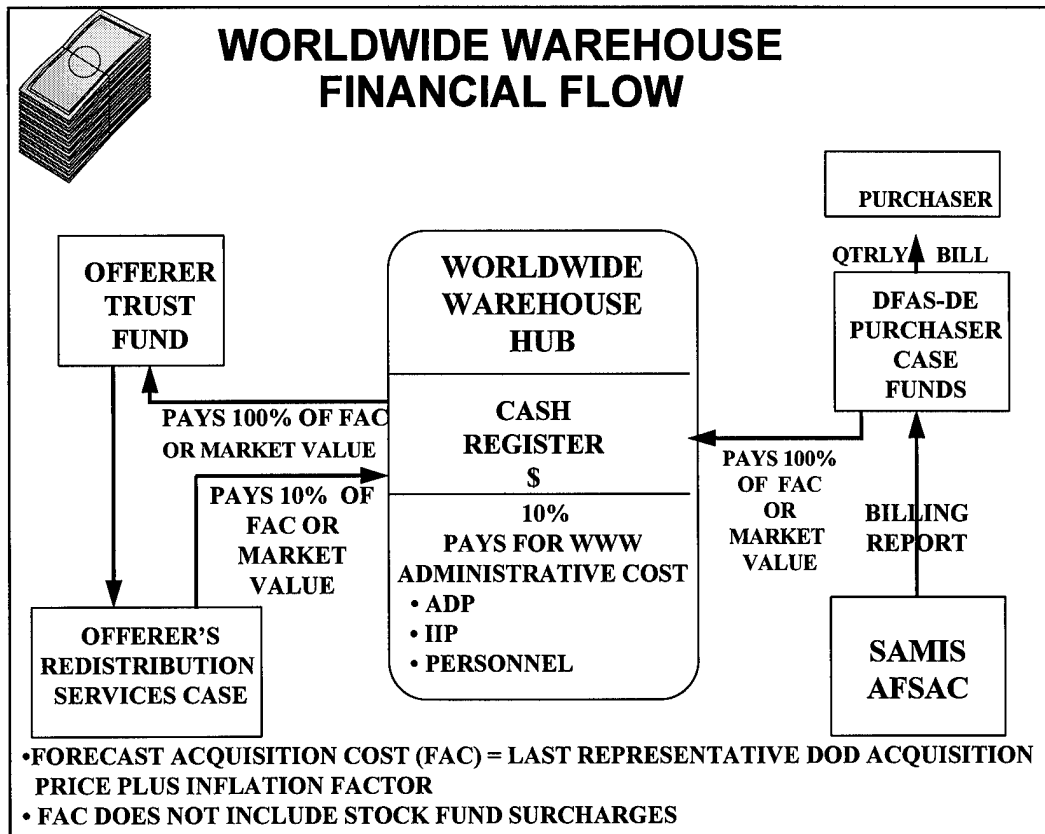 WORLDWIDE WAREHOUSE
FINANCIAL FLOW
PURCHASER
QTRLY BILL
OFFERER
TRUST
FUND
WORLDWIDE
WAREHOUSE
HUB
DFAS-DE
PURCHASER
CASE
FUNDS
PAYS 100% OF FAC
OR MARKET VALUE
CASH
REGISTER
$
PAYS 100%
OF FAC
OR
MARKET
VALUE
PAYS 10% OF
FAC OR
MARKET
VALUE
10%
PAYS FOR WWW
ADMINISTRATIVE COST
• ADP
• IIP
• PERSONNEL
BILLING
REPORT
OFFERER'S
REDISTRIBUTION
SERVICES CASE
SAMIS
AFSAC
•FORECAST ACQUISITION COST (FAC) = LAST REPRESENTATIVE DOD ACQUISITION
PRICE PLUS INFLATION FACTOR
• FAC DOES NOT INCLUDE STOCK FUND SURCHARGES